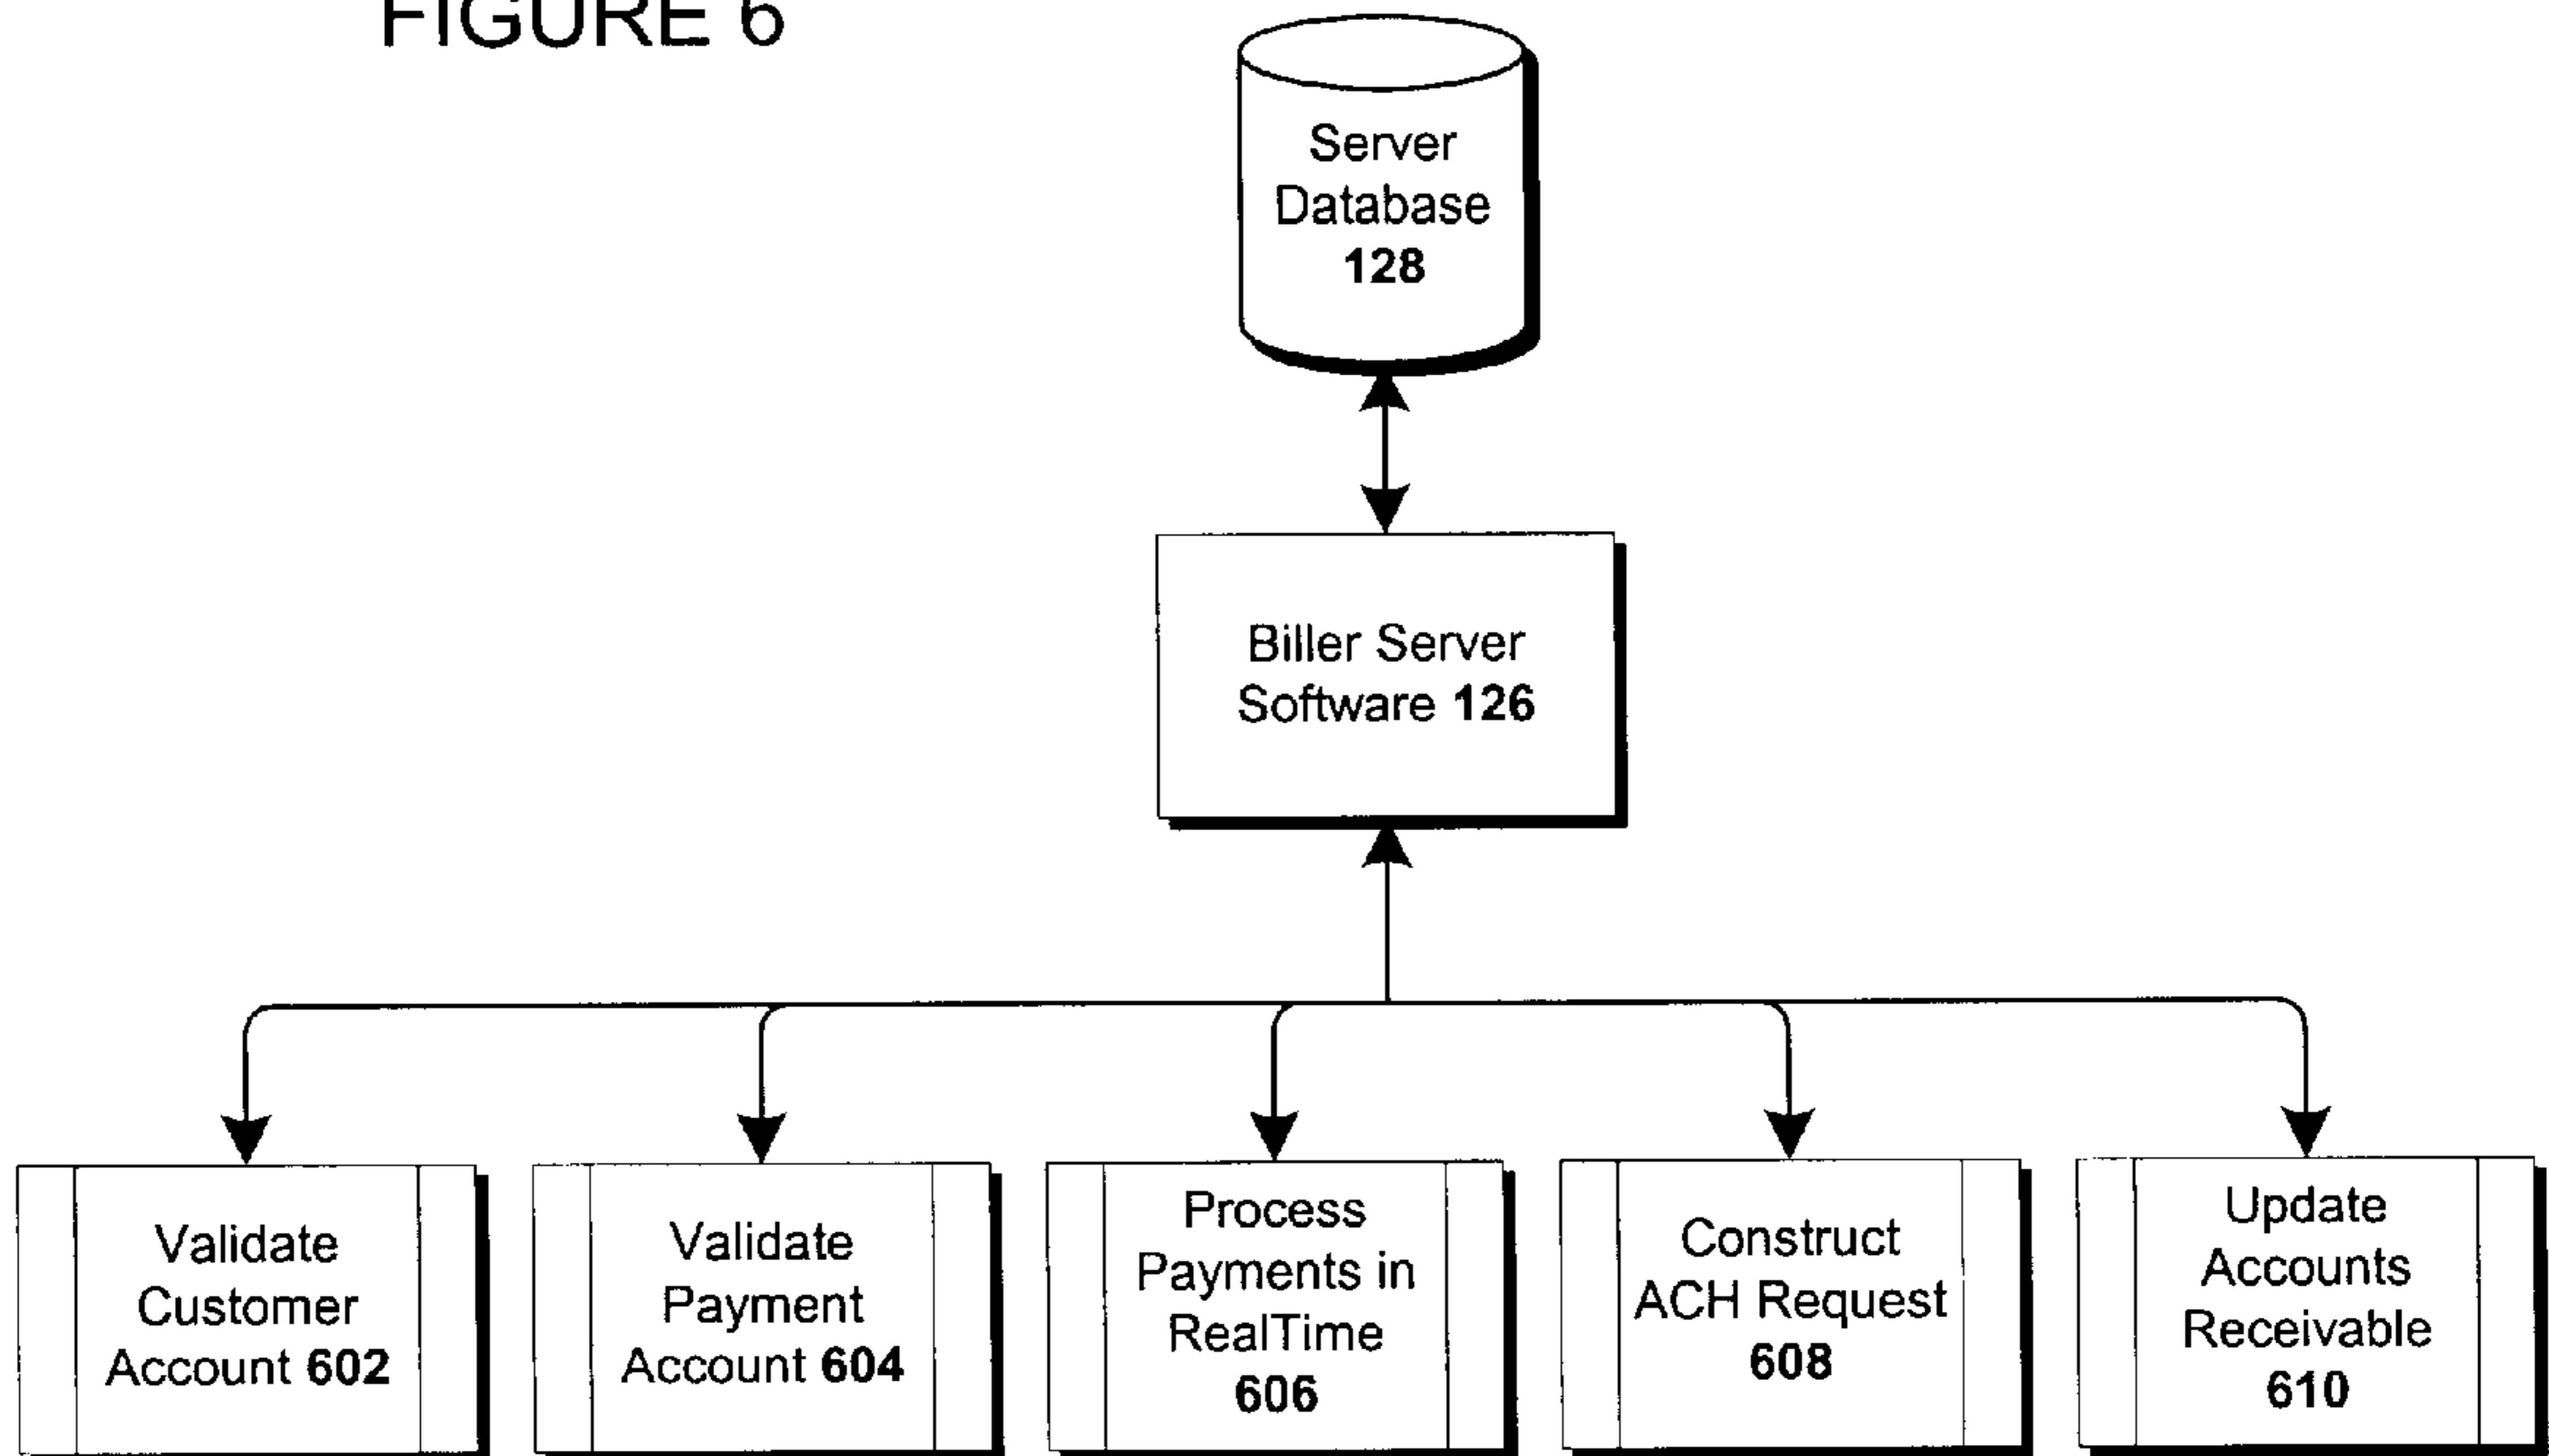 FIGURE 6
Server
Database
128
Biller Server
Software 126
Validate
Customer
Account 602
Validate
Payment
Account 604
Process
Payments in
RealTime
606
Construct
ACH Request
608
Update
Accounts
Receivable
610